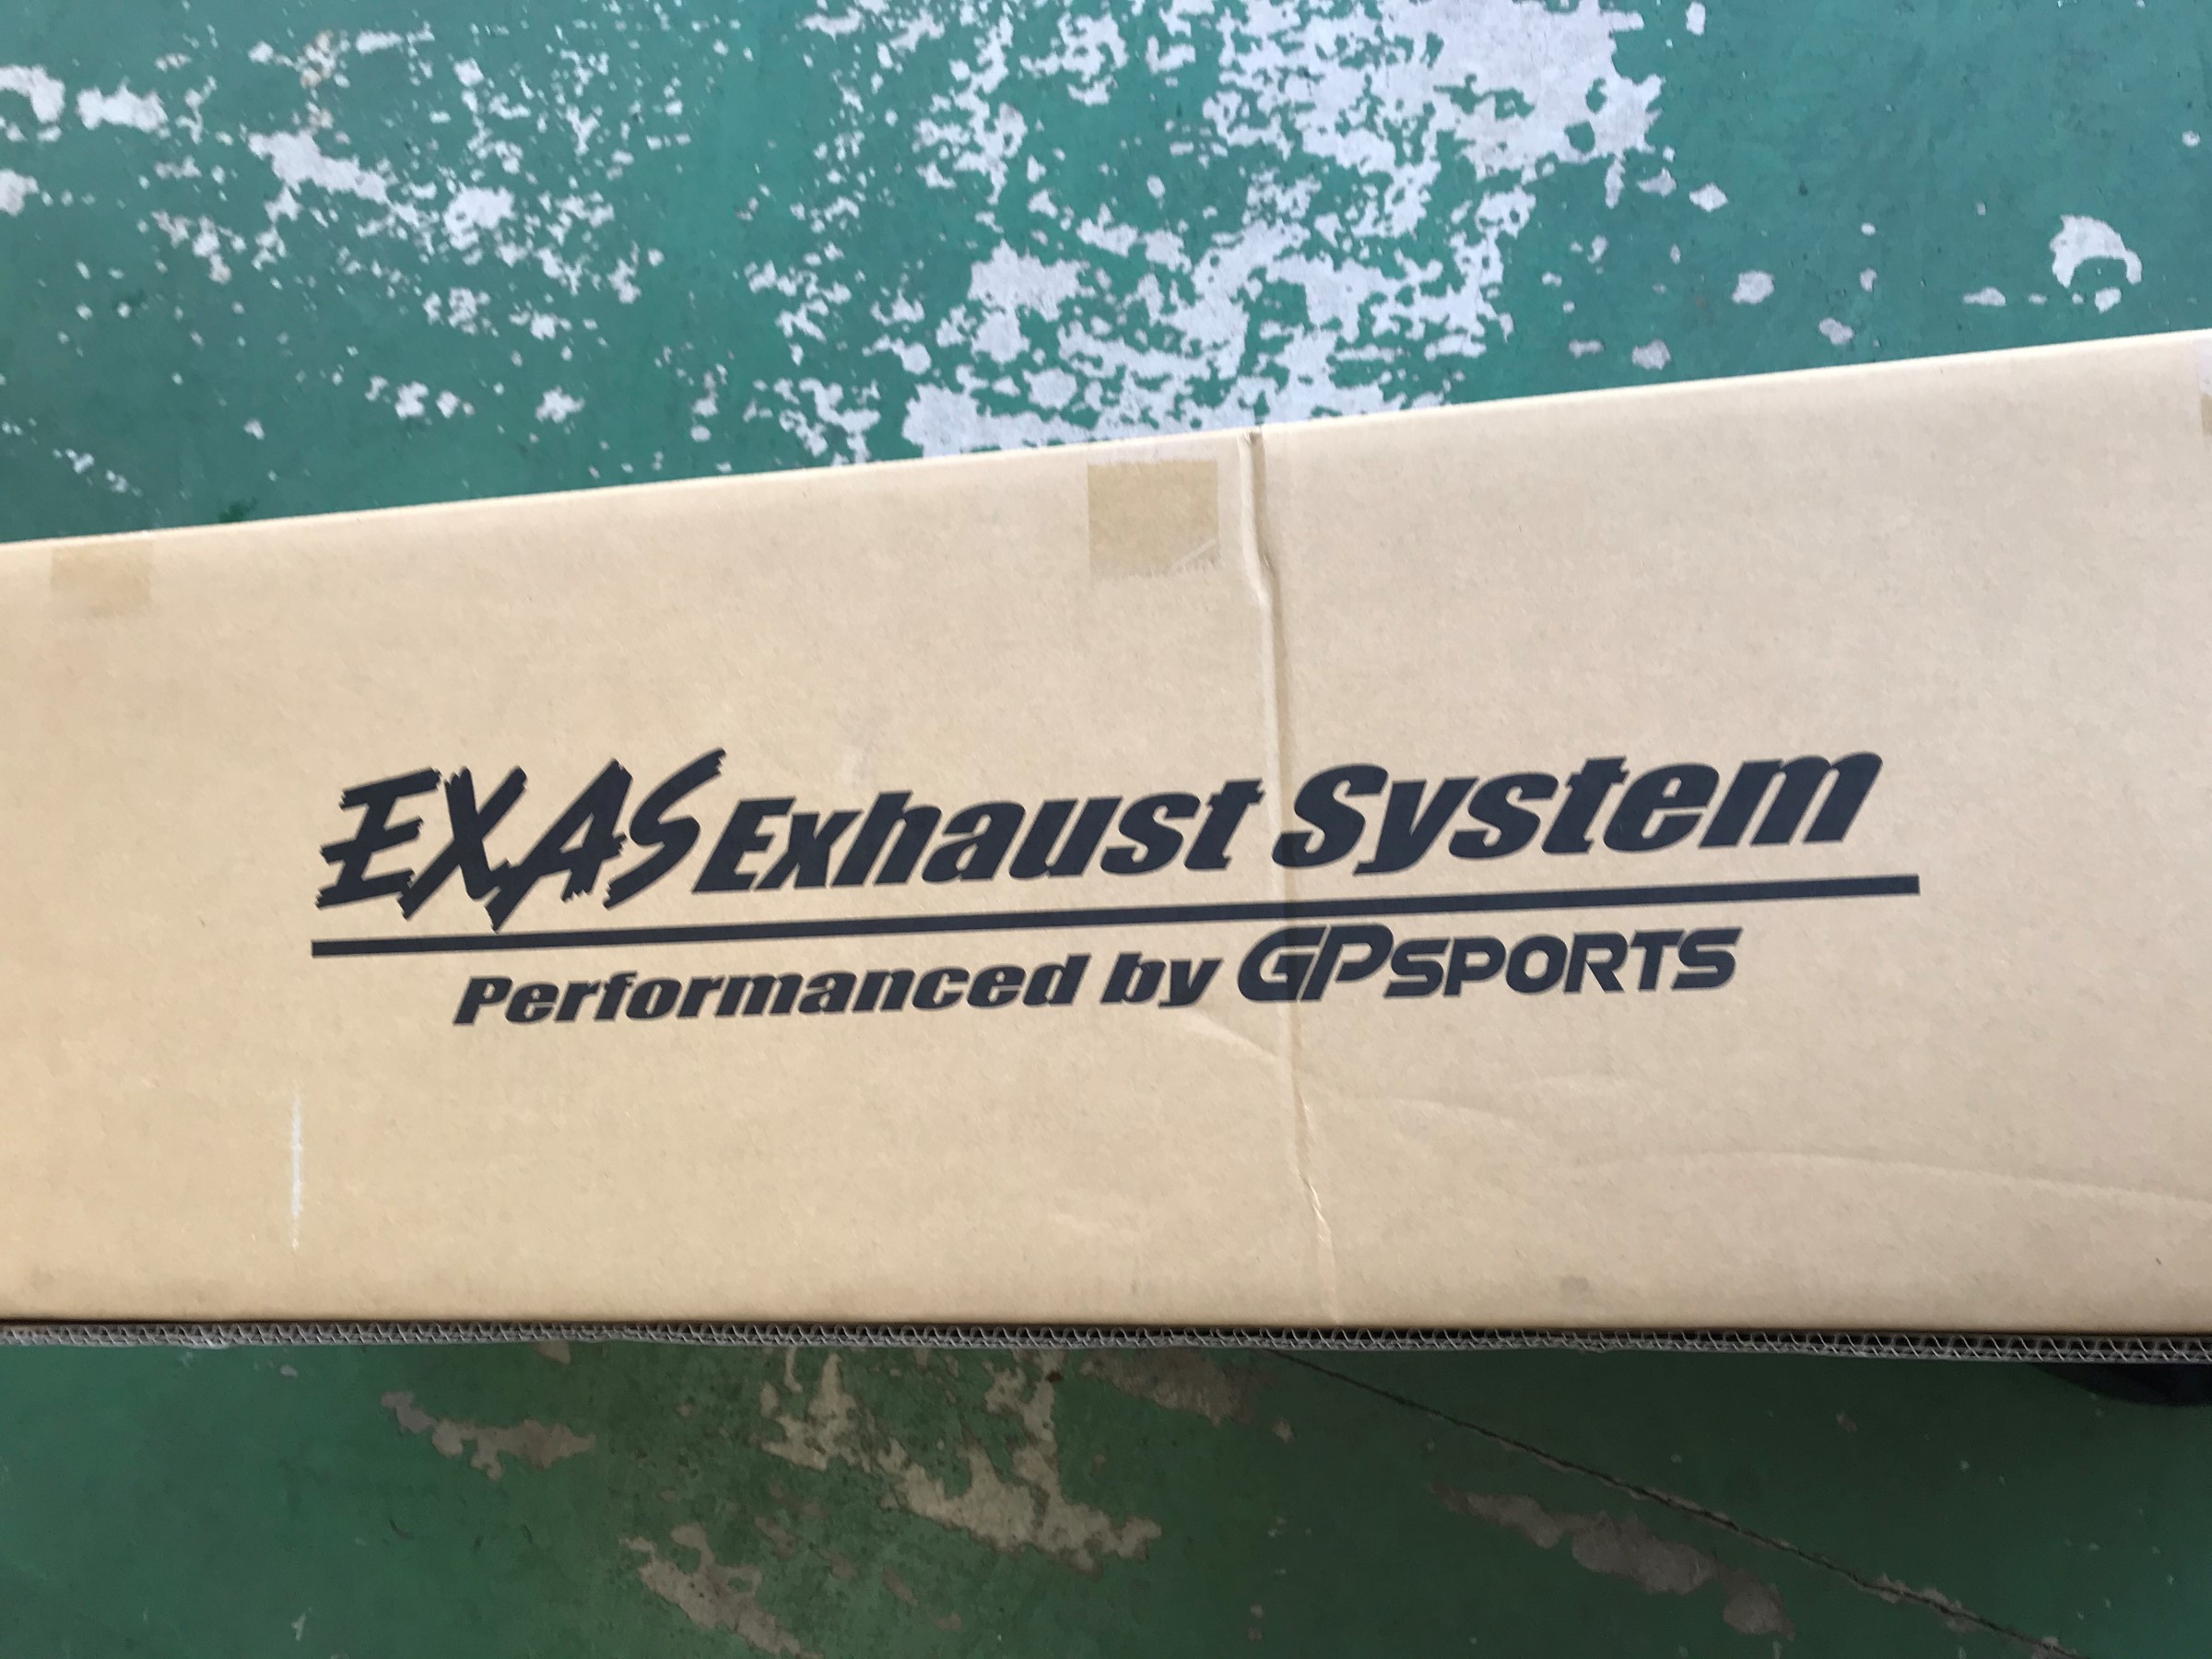 EXAS Exhaust System
Performanced by GPSPORTS